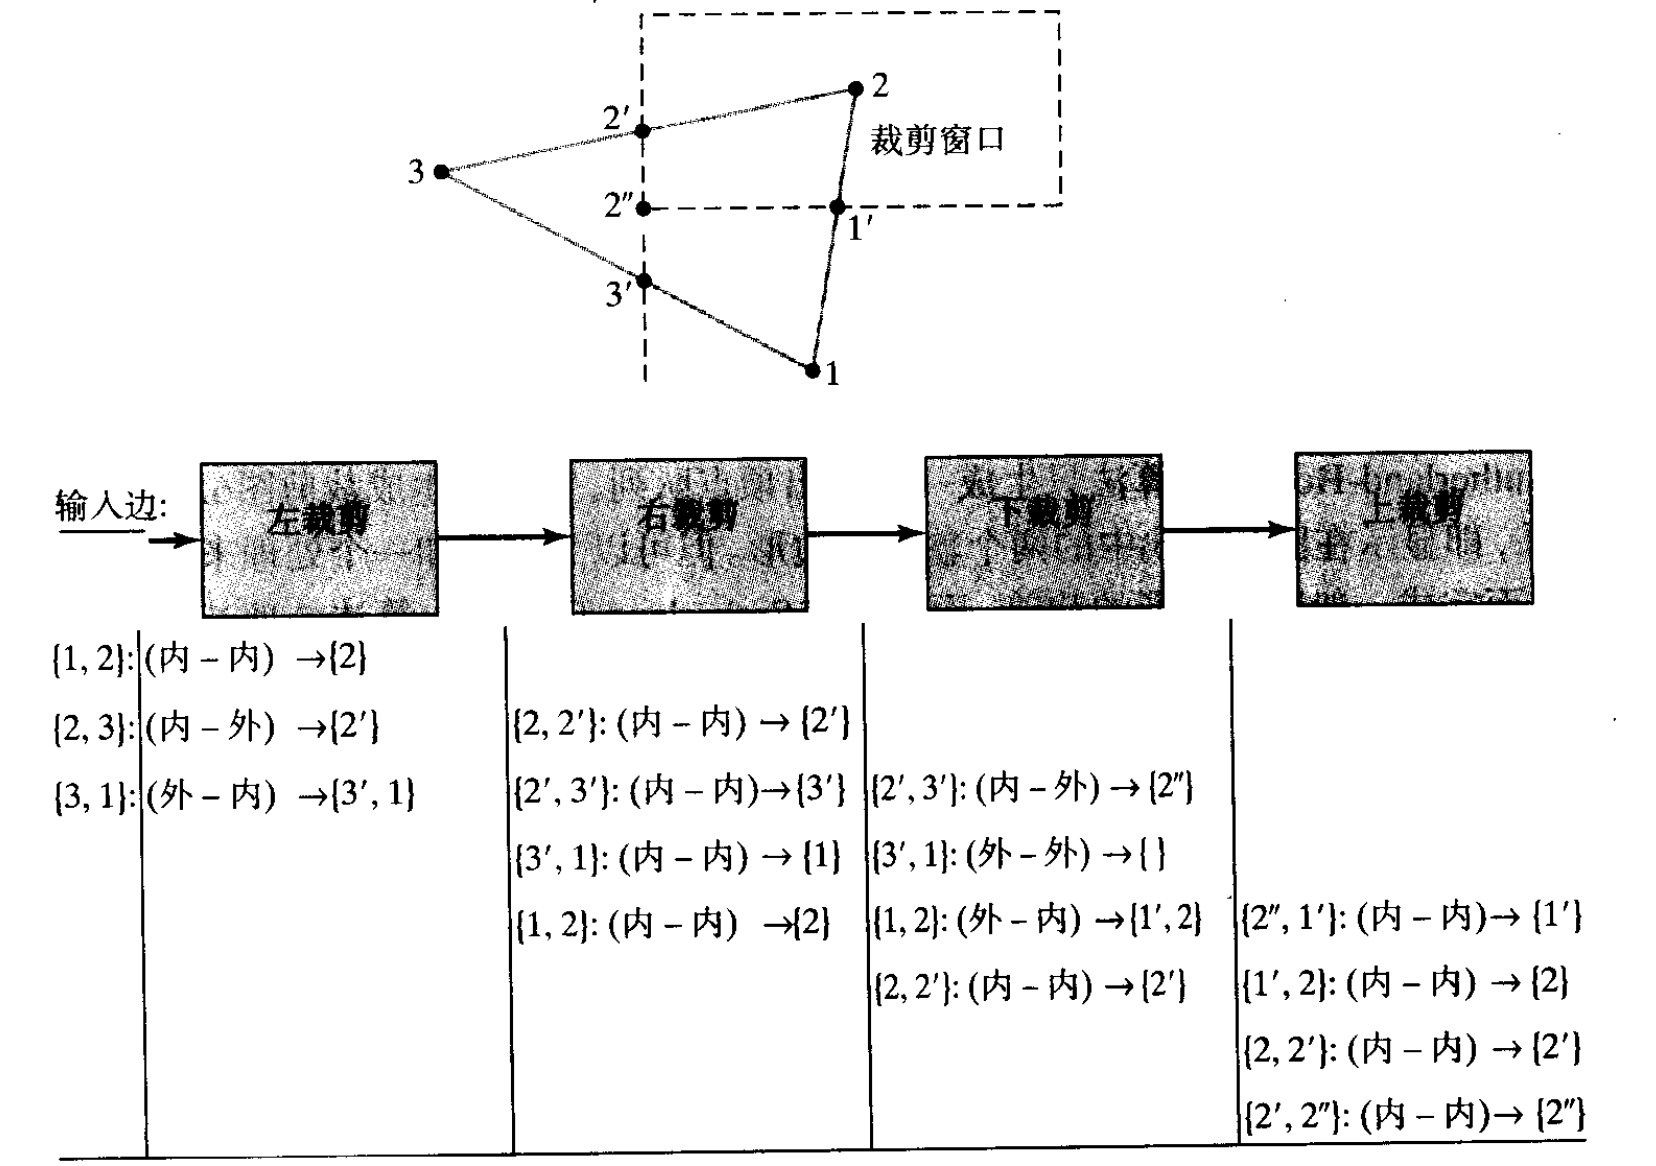 2
2′
裁剪窗口
3
2″
1′
3′
1
输入边:
左裁剪
右裁剪
下裁剪
上裁剪
{1, 2}: (内 – 内) →{2}
{2, 3}: (内 – 外) →{2′}
{3, 1}: (外 – 内) →{3′, 1}
{2, 2′}: (内 – 内) → {2′}
{2′, 3′}: (内 – 内)→{3′}
{3′, 1}: (内 – 内) → {1}
{1, 2}: (内 – 内) →{2}
{2′, 3′}: (内 – 外) → {2″}
{3′, 1}: (外 – 外) →{ }
{1, 2}: (外 – 内) →{1′, 2}
{2, 2′}: (内 – 内) →{2′}
{2″, 1′}: (内 – 内)→ {1′}
{1′, 2}: (内 – 内) → {2}
{2, 2′}: (内 – 内) → {2′}
{2′, 2″}: (内 – 内)→ {2″}